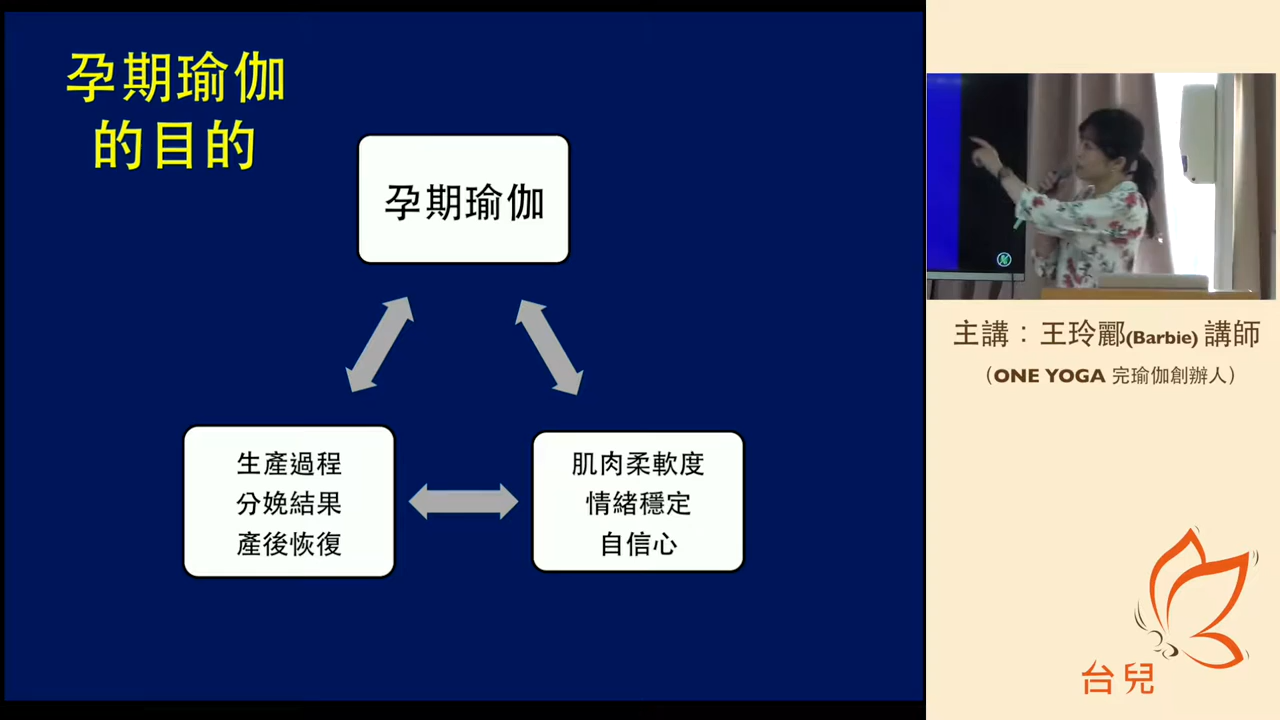 孕期瑜伽
的目的
孕期瑜伽
生產過程
分娩結果
產後恢復
肌肉柔軟度
情緒穩定
自信心
主講：王玲酈(Barbie) 講師
（ONE YOGA 完瑜伽創辦人）
台兒